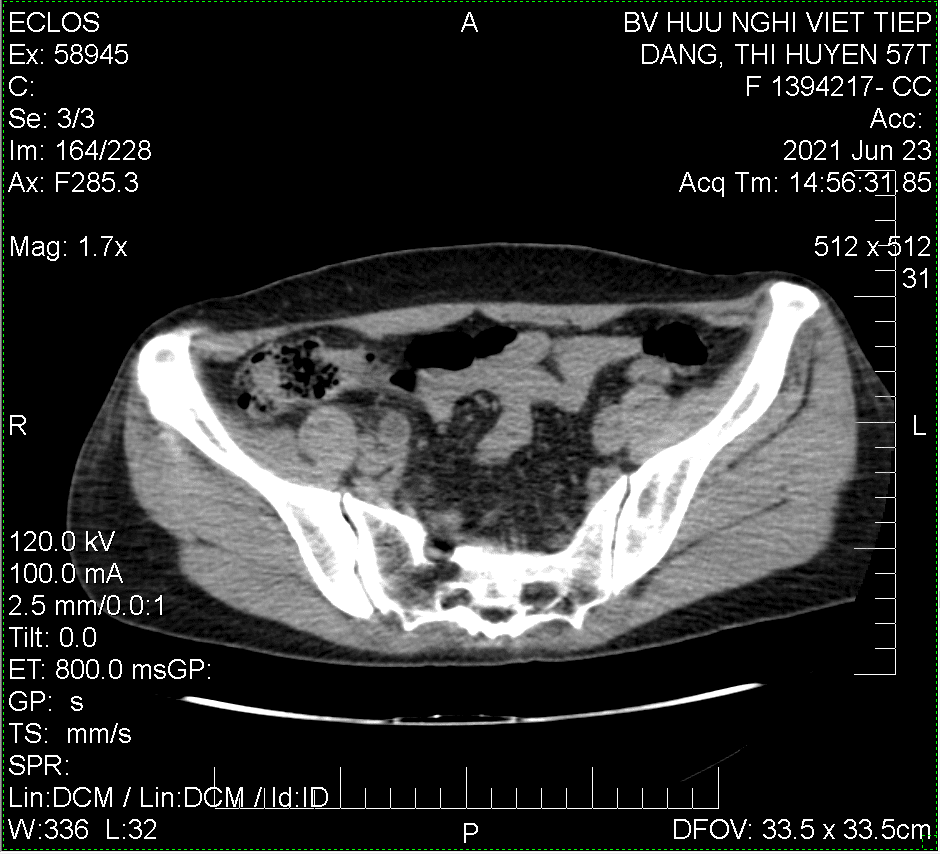 ECLOS
Ex: 58945
C:
Se: 3/3
Im: 164/228
Ax: F285.3
Mag: 1.7x
A
BV HUU NGHI VIET TIEP
DANG, THI HUYEN 57T
F 1394217- CC
Acc:
2021 Jun 23
Acq Tm: 14:56:31.85
512 x 512
31
R
L
120.0 kV
100.0 mA
2.5 mm/0.0:1
Tilt: 0.0
ET: 800.0 msGP:
GP: s
TS: mm/s
SPR:
Lin:DCM / Lin:DCM / Id:ID
W:336 L:32
P
DFOV: 33.5 x 33.5cm